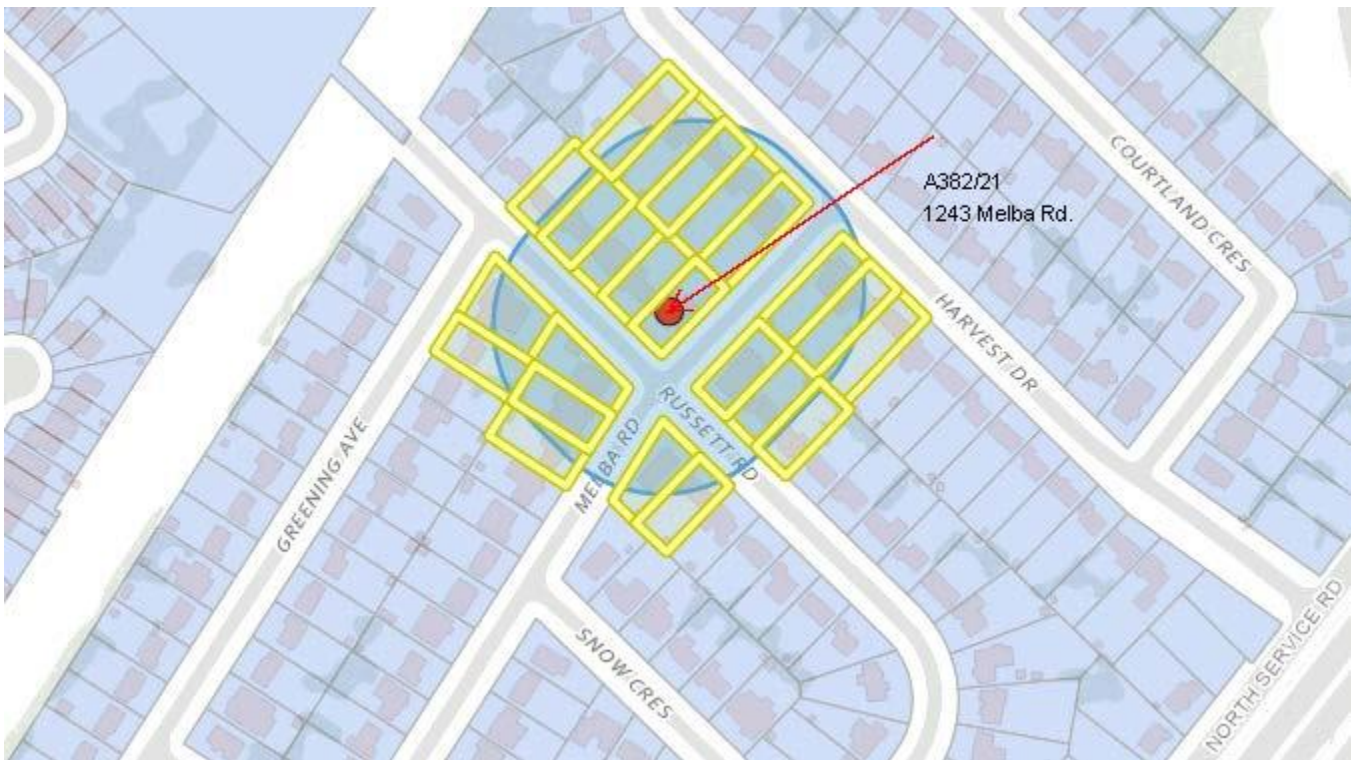 COURTLAND CRES
A382/21
1243 Melba Rd.
HARVEST DR
RUSSETT RD
MELBA RD
GREENING AVE
SNOW CRES
NORTH SERVICE RD